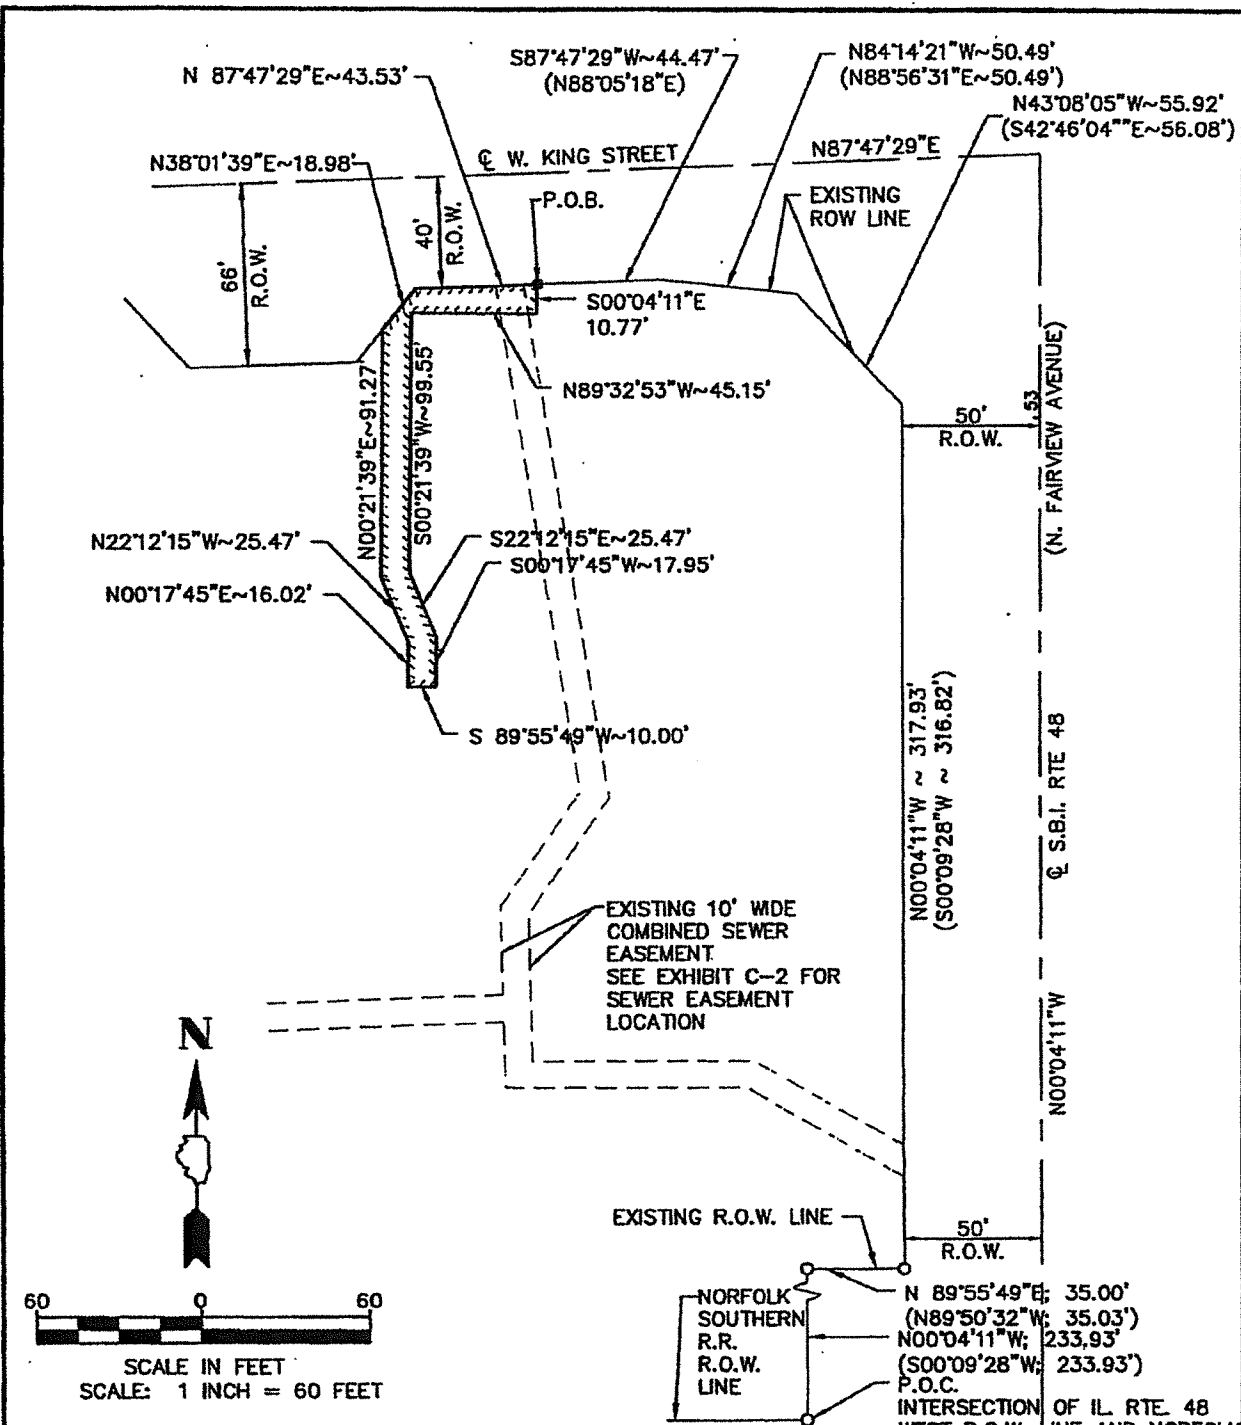 S87°47'29"W~44.47'
(N88°05'18"E)
N84°14'21"W~50.49'
(N88°56'31"E~50.49')
N 87°47'29"E~43.53'
N43°08'05"W~55.92'
(S42°46'04""E~56.08')
N38°01'39"E~18.98'
℄ W. KING STREET
N87°47'29"E
P.O.B.
EXISTING
ROW LINE
40'
R.O.W.
66'
R.O.W.
S00°04'11"E
10.77'
N89°32'53"W~45.15'
N00°21'39"E~91.27'
S00°21'39"W~99.55'
50'
R.O.W.
53
(N. FAIRVIEW AVENUE)
N22°12'15"W~25.47'
S22°12'15"E~25.47'
S00°17'45"W~17.95'
N00°17'45"E~16.02'
S 89°55'49"W~10.00'
N00°04'11"W ~ 317.93'
(S00°09'28"W ~ 316.82')
℄ S.B.I. RTE 48
N00°04'11"W
EXISTING 10' WIDE
COMBINED SEWER
EASEMENT
SEE EXHIBIT C-2 FOR
SEWER EASEMENT
LOCATION
N
EXISTING R.O.W. LINE
50'
R.O.W.
60 0 60
SCALE IN FEET
SCALE: 1 INCH = 60 FEET
NORFOLK
SOUTHERN
R.R.
R.O.W.
LINE
N 89°55'49"E; 35.00'
(N89°50'32"W; 35.03')
N00°04'11"W; 233,93'
(S00°09'28"W; 233.93')
P.O.C.
INTERSECTION OF IL. RTE. 48
WEST R.O.W. LINE AND NORFOLK